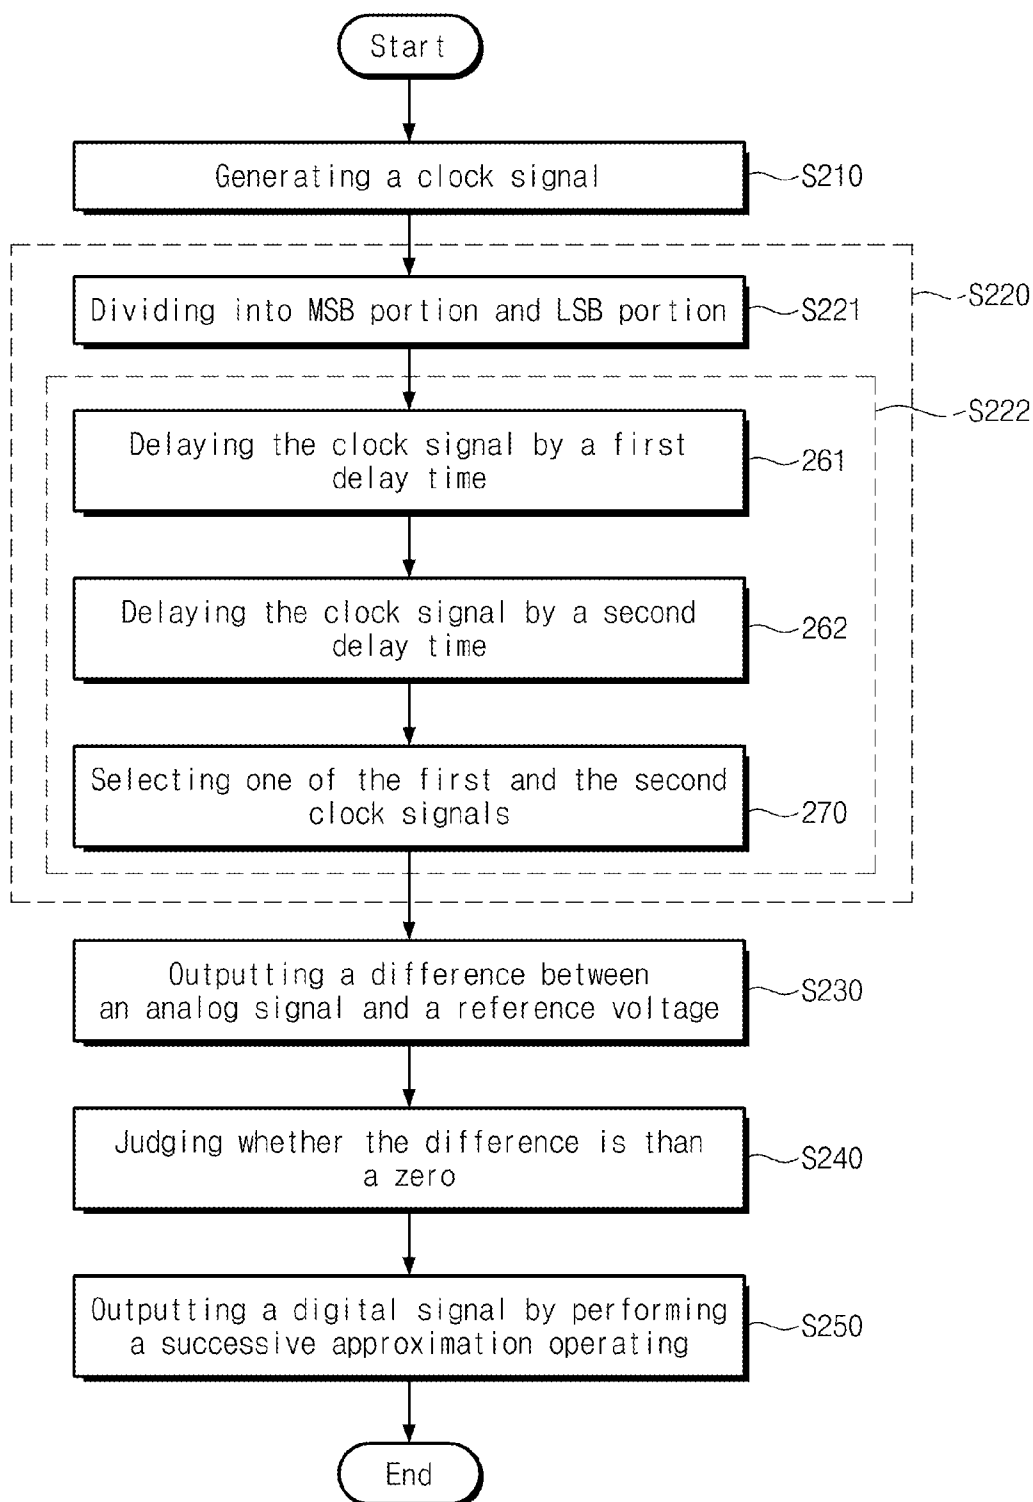 Start
Generating a clock signal
S210
Dividing into MSB portion and LSB portion
S221
S220
S222
Delaying the clock signal by a first
delay time
261
Delaying the clock signal by a second
delay time
262
Selecting one of the first and the second
clock signals
270
Outputting a difference between
an analog signal and a reference voltage
S230
Judging whether the difference is than
a zero
S240
Outputting a digital signal by performing
a successive approximation operating
S250
End